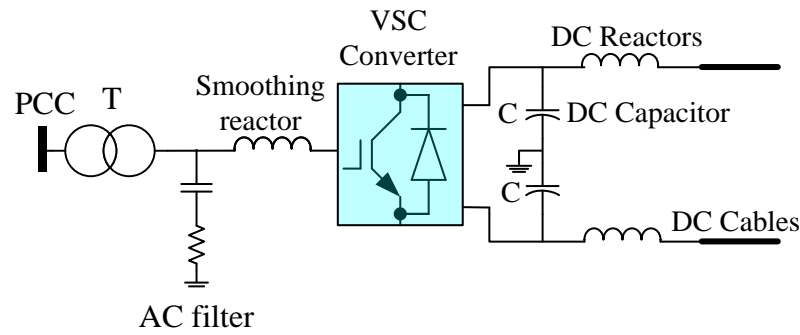 VSC
Converter
DC Reactors
Smoothing
reactor
PCC
T
C
DC Capacitor
C
DC Cables
AC filter